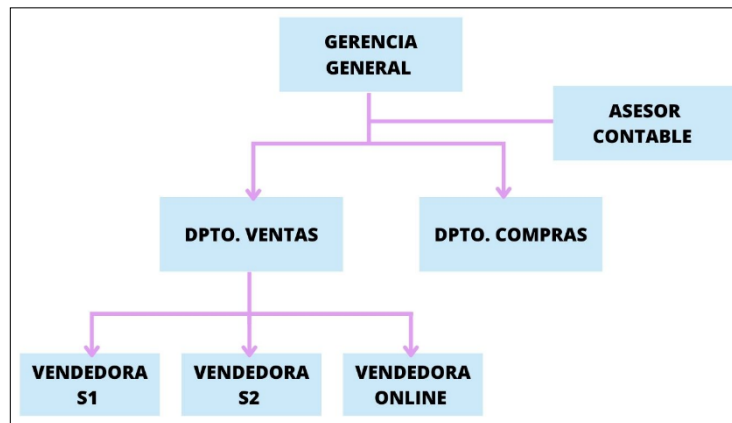 GERENCIA
GENERAL
ASESOR
CONTABLE
DPTO. VENTAS
DPTO. COMPRAS
VENDEDORA
S1
VENDEDORA
S2
VENDEDORA
ONLINE